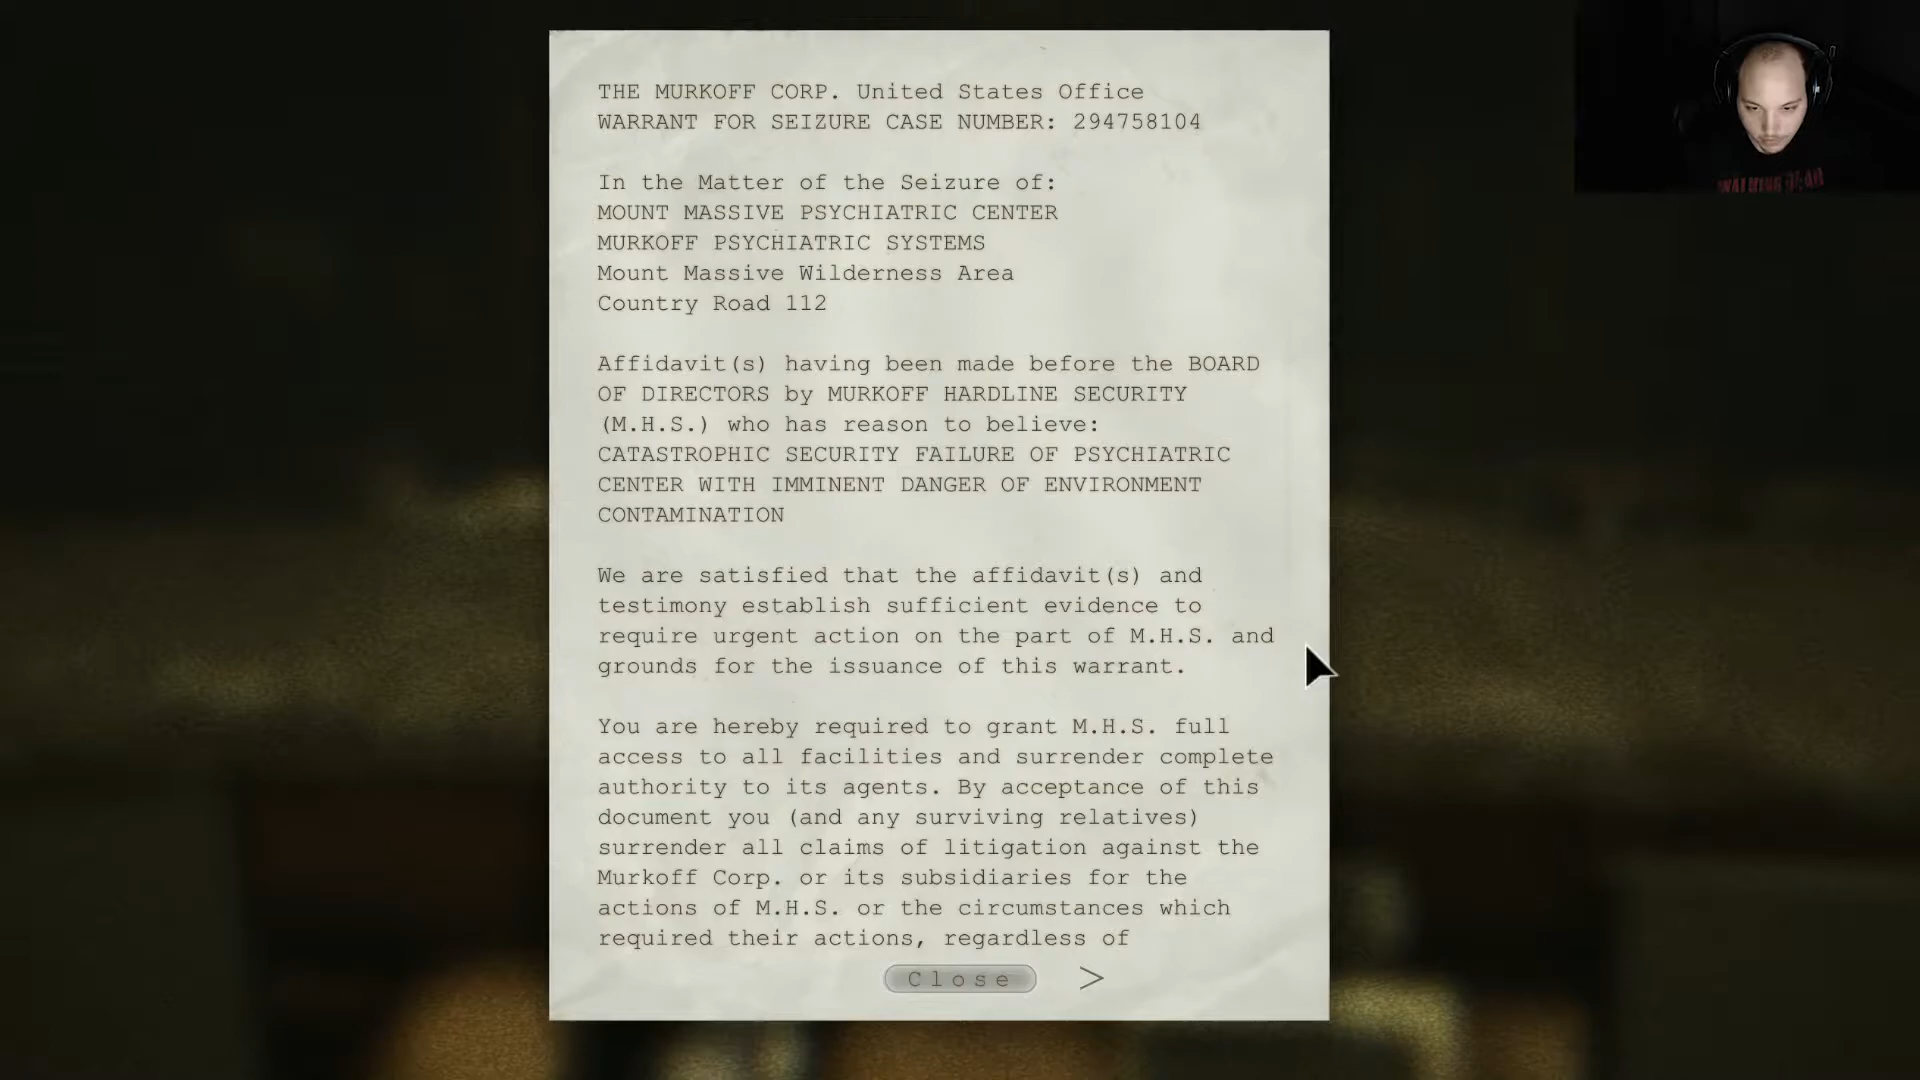 THE MURKOFF CORP. United States Office
WARRANT FOR SEIZURE CASE NUMBER: 294758104
In the Matter of the Seizure of:
MOUNT MASSIVE PSYCHIATRIC CENTER
MURKOFF PSYCHIATRIC SYSTEMS
Mount Massive Wilderness Area
Country Road 112
Affidavit(s) having been made before the BOARD
OF DIRECTORS by MURKOFF HARDLINE SECURITY
(M.H.S.) who has reason to believe:
CATASTROPHIC SECURITY FAILURE OF PSYCHIATRIC
CENTER WITH IMMINENT DANGER OF ENVIRONMENT
CONTAMINATION
We are satisfied that the affidavit(s) and
testimony establish sufficient evidence to
require urgent action on the part of M.H.S. and
grounds for the issuance of this warrant.
You are hereby required to grant M.H.S. full
access to all facilities and surrender complete
authority to its agents. By acceptance of this
document you (and any surviving relatives)
surrender all claims of litigation against the
Murkoff Corp. or its subsidiaries for the
actions of M.H.S. or the circumstances which
required their actions, regardless of
Close >
WALKING DEAD